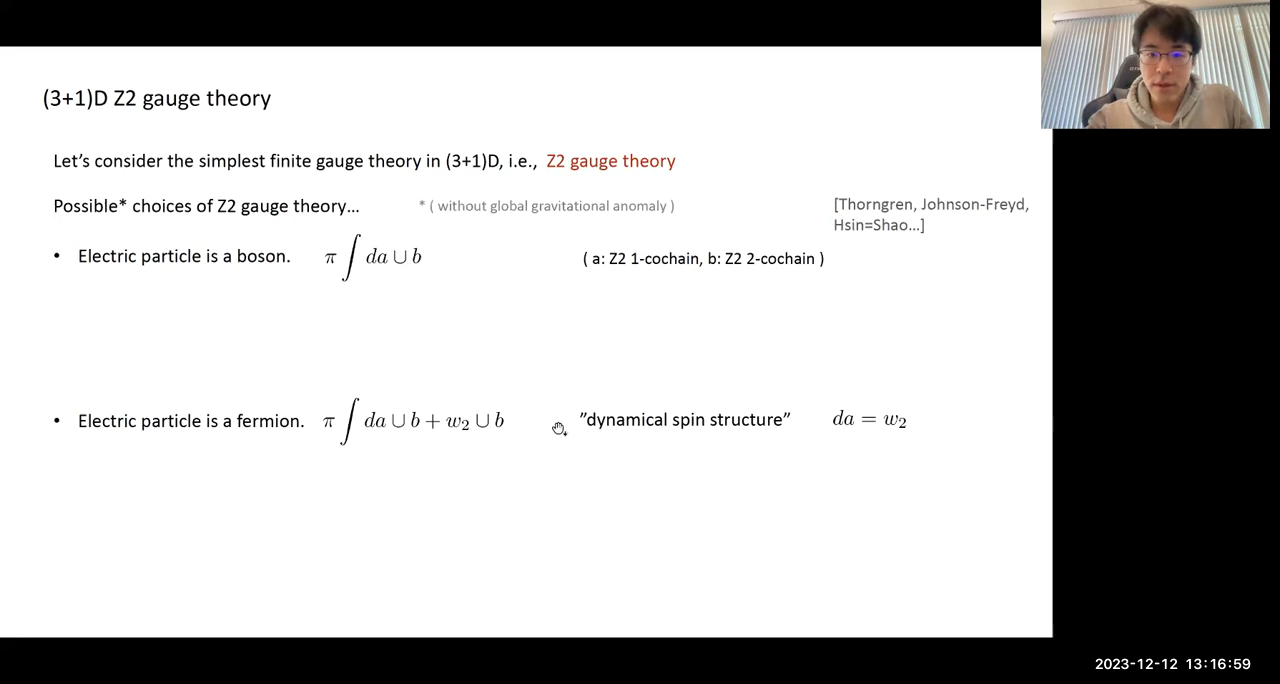 (3+1)D Z2 gauge theory
Let's consider the simplest finite gauge theory in (3+1)D, i.e., Z2 gauge theory
Possible* choices of Z2 gauge theory... * ( without global gravitational anomaly ) [Thorngren, Johnson-Freyd,
Hsin=Shao...]
• Electric particle is a boson. π ∫ da ∪ b ( a: Z2 1-cochain, b: Z2 2-cochain )
• Electric particle is a fermion. π ∫ da ∪ b + w₂ ∪ b ”dynamical spin structure” da = w₂
2023-12-12 13:16:59